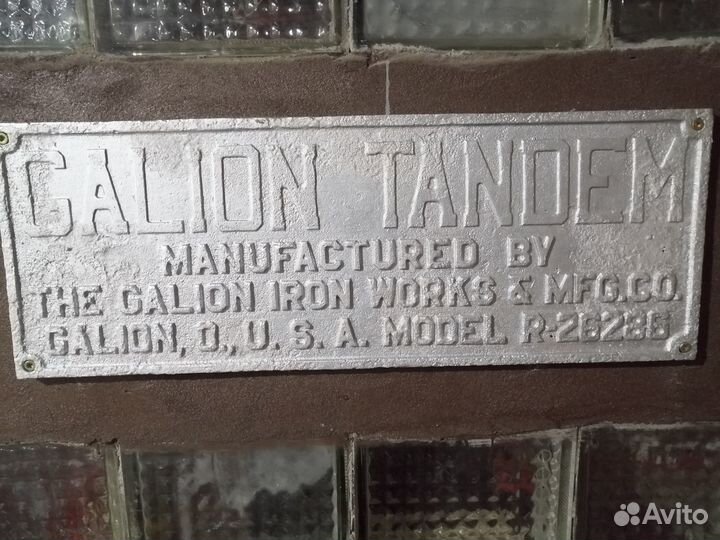 GALION TANDEM
MANUFACTURED BY
THE GALION IRON WORKS & MFG.CO.
GALION, O., U. S. A. MODEL R-26286
Avito